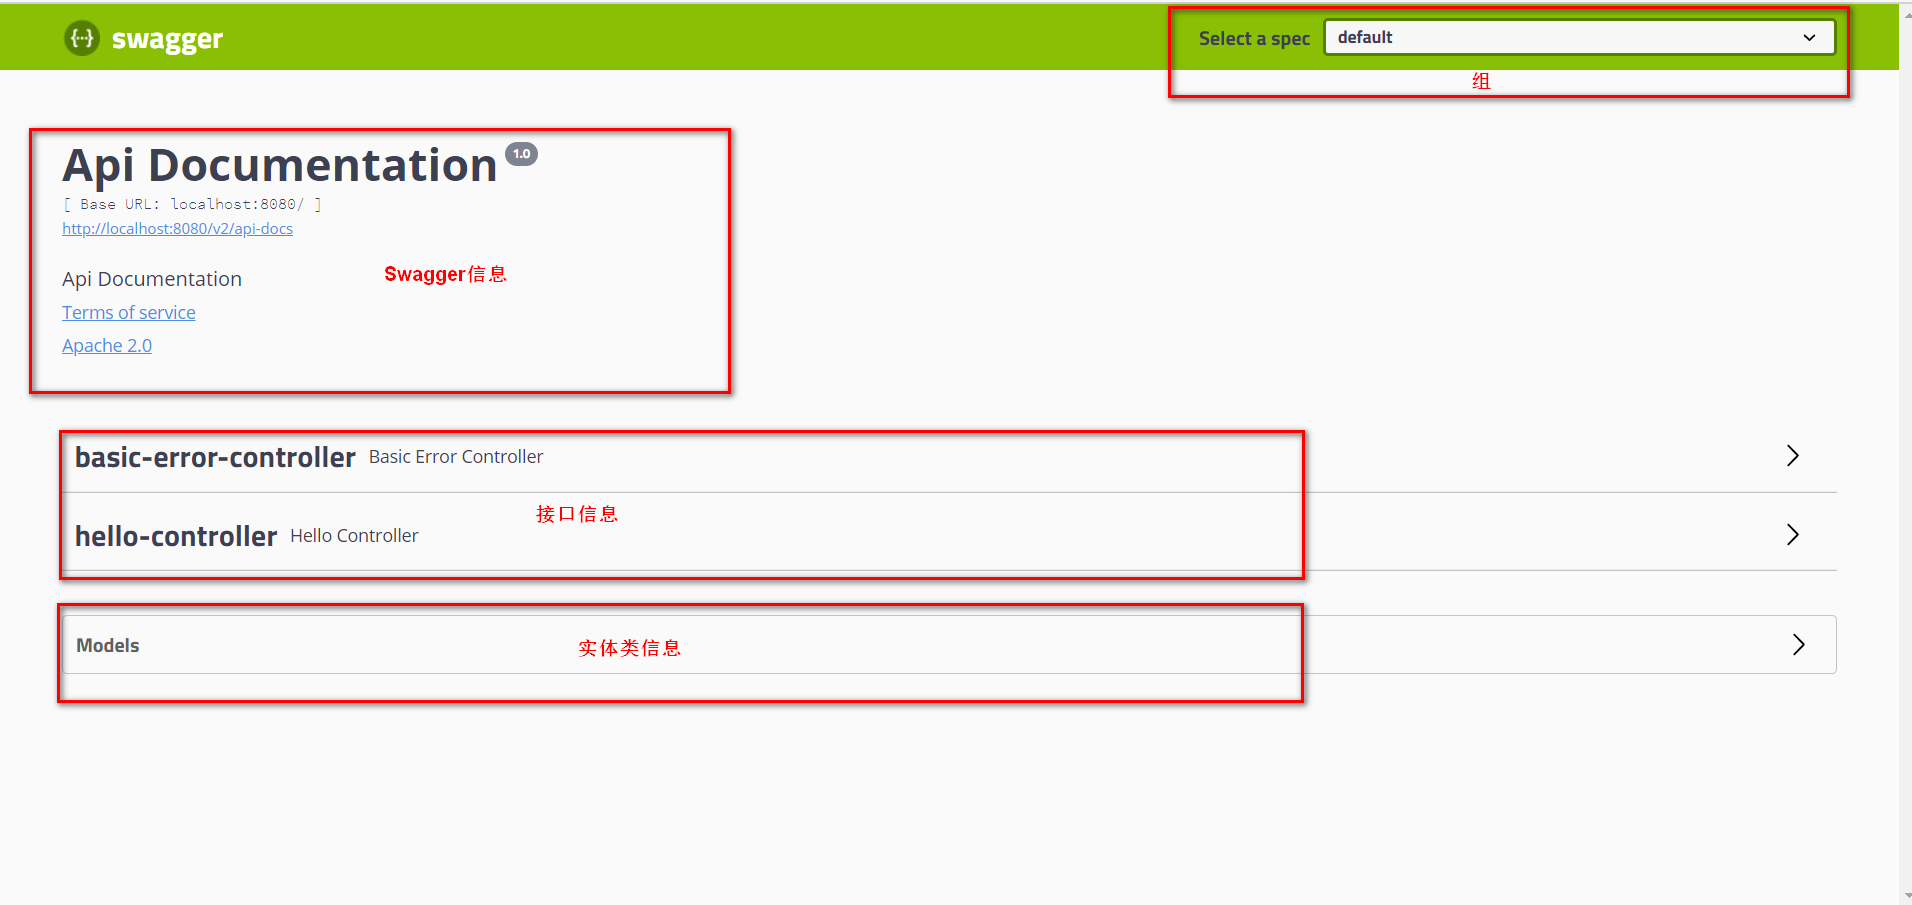 swagger
Select a spec default
组
Api Documentation 1.0
[ Base URL: localhost:8080/ ]
http://localhost:8080/v2/api-docs
Api Documentation
Swagger信息
Terms of service
Apache 2.0
basic-error-controller Basic Error Controller
接口信息
hello-controller Hello Controller
Models
实体类信息